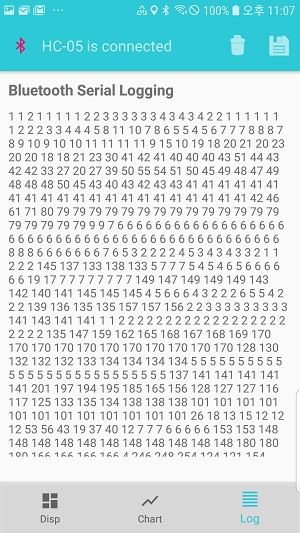 100% 오후 11:07
HC-05 is connected
Bluetooth Serial Logging
1 1 2 1 1 1 1 1 2 2 3 3 3 3 3 3 4 3 4 3 4 2 2 1 1 1 1 1 1
1 2 2 2 3 3 4 4 4 5 8 11 10 7 8 6 5 5 4 5 6 7 7 7 8 8 8 7
8 9 10 9 10 10 11 11 11 11 11 9 15 10 19 18 20 21 20 23
20 20 18 18 21 23 30 41 42 41 40 40 40 43 51 44 43
42 42 33 27 20 27 39 50 55 54 51 50 45 49 48 47 49
48 48 48 50 45 43 40 43 42 43 43 41 41 41 41 41 41
41 41 41 41 41 41 41 41 41 41 41 41 41 41 42 46
61 71 80 79 79 79 79 79 79 79 79 79 79 79 79 79 79
79 79 79 79 79 9 9 7 6 6 6 6 6 6 6 6 6 6 6 6 6 6 6 6
6 6 6 6 6 6 6 6 6 6 6 6 6 6 6 6 6 6 6 6 6 6 6 6 6 6 6 6
8 8 8 6 6 6 6 6 6 7 6 5 3 2 2 2 2 4 5 3 4 3 4 3 3 2 1 1
2 2 2 2 145 137 133 138 133 5 7 7 7 5 4 5 4 6 5 6 6 6 6
6 6 19 17 7 7 7 7 7 7 7 7 149 147 149 149 149 143
142 140 141 145 145 145 4 5 6 6 6 4 3 2 2 2 6 5 5 4 2
2 2 139 136 135 135 157 157 156 2 2 3 3 3 3 3 3 3 3 3
141 143 141 141 1 1 2 2 2 2 2 2 2 2 2 2 2 2 2 2 2 2 2
2 2 2 2 2 135 147 159 162 165 168 167 168 169 170
170 170 170 170 170 170 170 170 170 170 128 130
132 132 132 133 134 134 134 134 5 5 5 5 5 5 5 5 5 5
5 5 5 5 5 5 5 5 5 5 5 5 5 5 5 5 137 141 141 141 141
141 201 197 194 195 185 165 156 128 127 127 116
117 125 133 135 134 138 138 138 101 101 101 101
101 101 101 101 101 101 101 101 26 18 13 15 12 12
12 53 56 43 19 37 40 12 7 7 7 6 6 6 6 6 153 153 148
148 148 148 148 148 148 148 148 148 148 180 180
180 166 166 166 166 4 246 248 254 124 121 154
Disp
Chart
Log